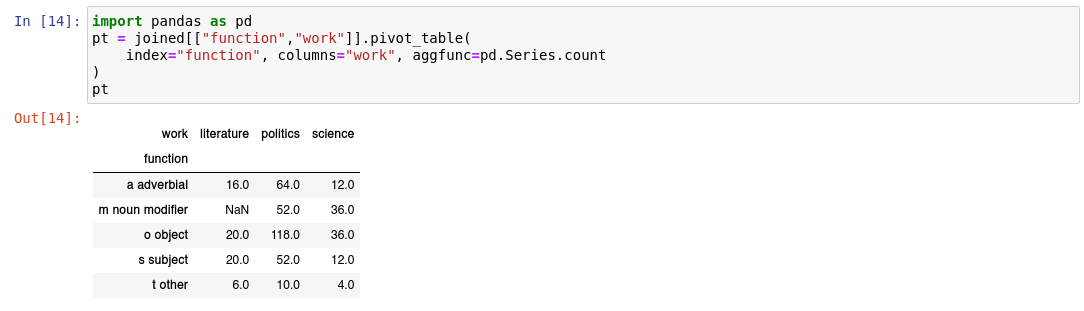 In [14]: import pandas as pd
pt = joined[["function","work"]].pivot_table(
    index="function", columns="work", aggfunc=pd.Series.count
)
pt
Out[14]:
work literature politics science
function
a adverbial 16.0 64.0 12.0
m noun modifier NaN 52.0 36.0
o object 20.0 118.0 36.0
s subject 20.0 52.0 12.0
t other 6.0 10.0 4.0